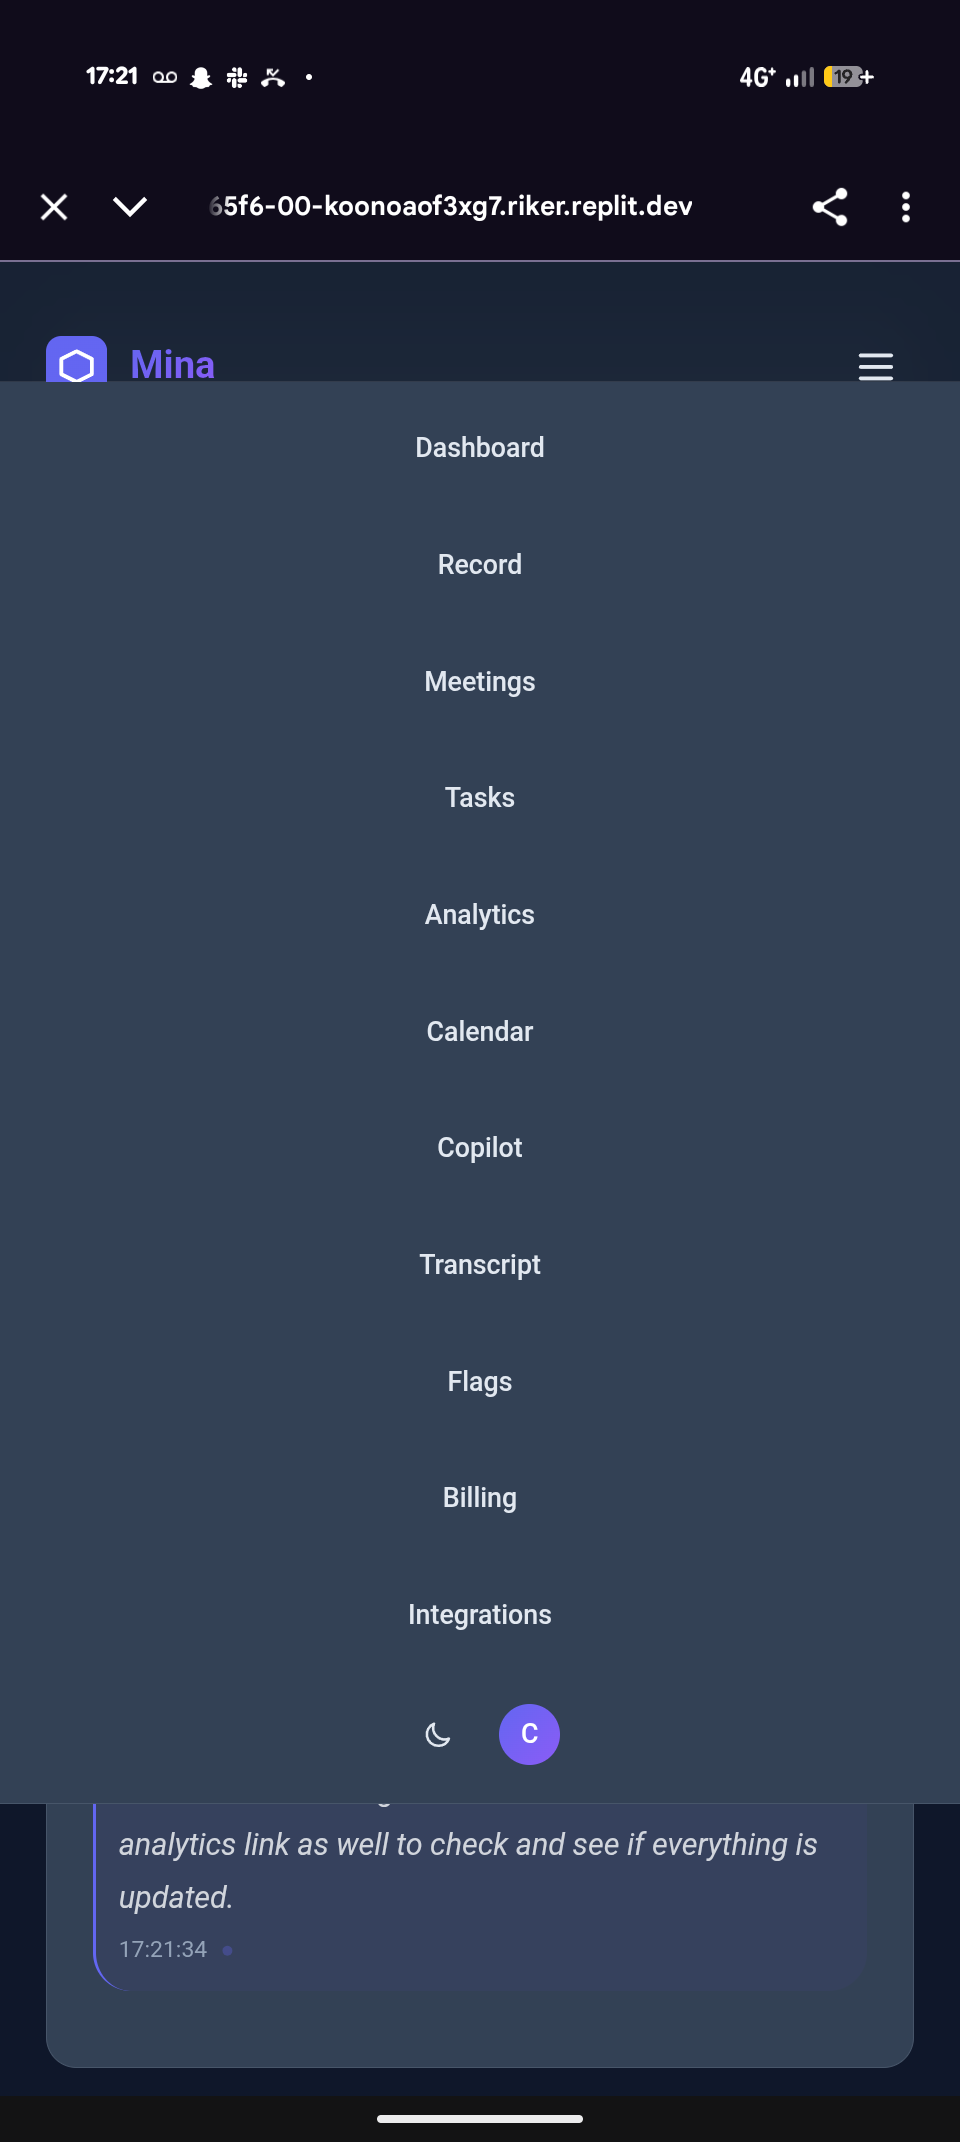 17:21
4G+
19
65f6-00-koonoaof3xg7.riker.replit.dev
Mina
Dashboard
Record
Meetings
Tasks
Analytics
Calendar
Copilot
Transcript
Flags
Billing
Integrations
C
analytics link as well to check and see if everything is
updated.
17:21:34